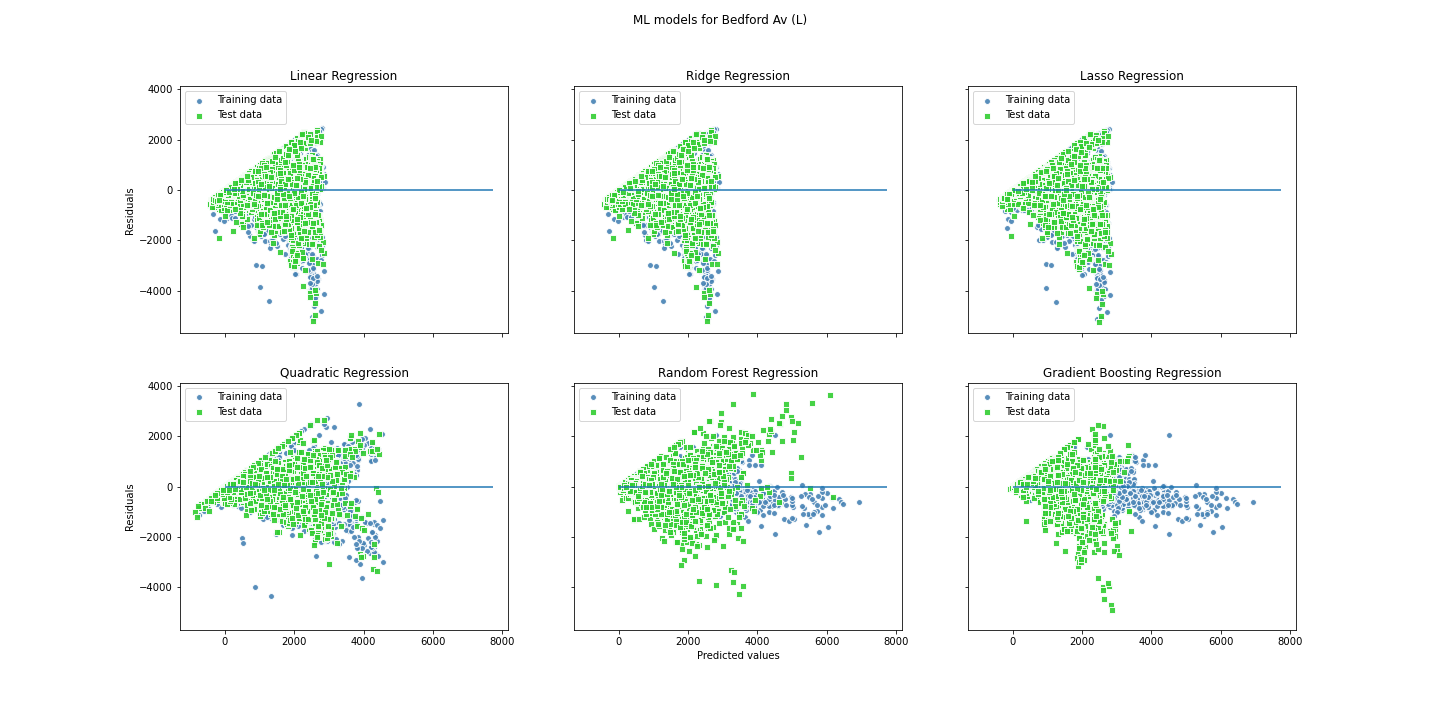 ML models for Bedford Av (L)
Linear Regression
Ridge Regression
Lasso Regression
Training data
Test data
Training data
Test data
Training data
Test data
4000
2000
0
−2000
−4000
Residuals
Quadratic Regression
Random Forest Regression
Gradient Boosting Regression
Training data
Test data
Training data
Test data
Training data
Test data
4000
2000
0
−2000
−4000
Residuals
0 2000 4000 6000 8000
0 2000 4000 6000 8000
0 2000 4000 6000 8000
Predicted values